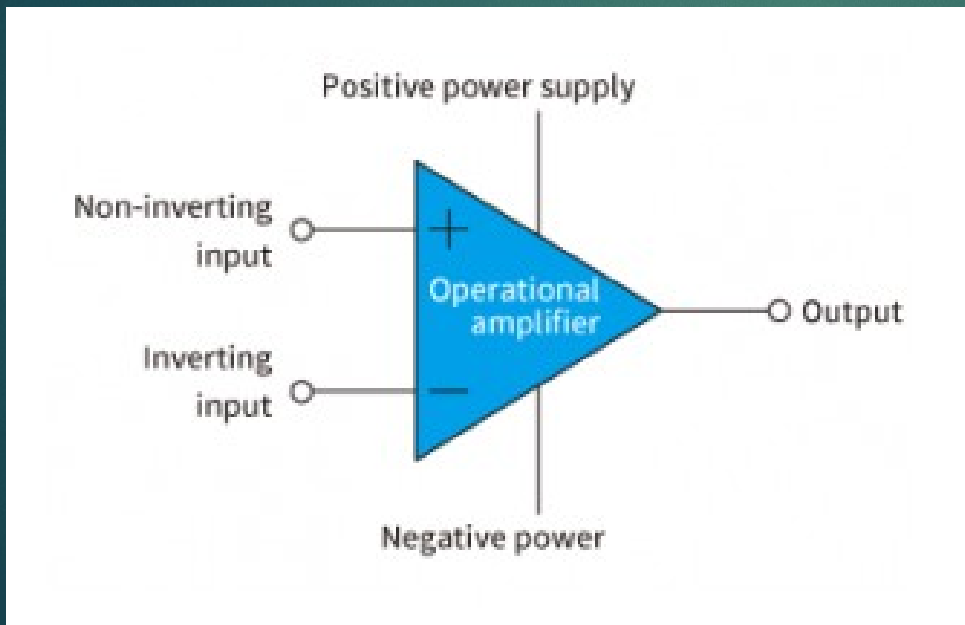 Positive power supply
Non-inverting
input
+
Operational
amplifier
Output
Inverting
input
−
Negative power